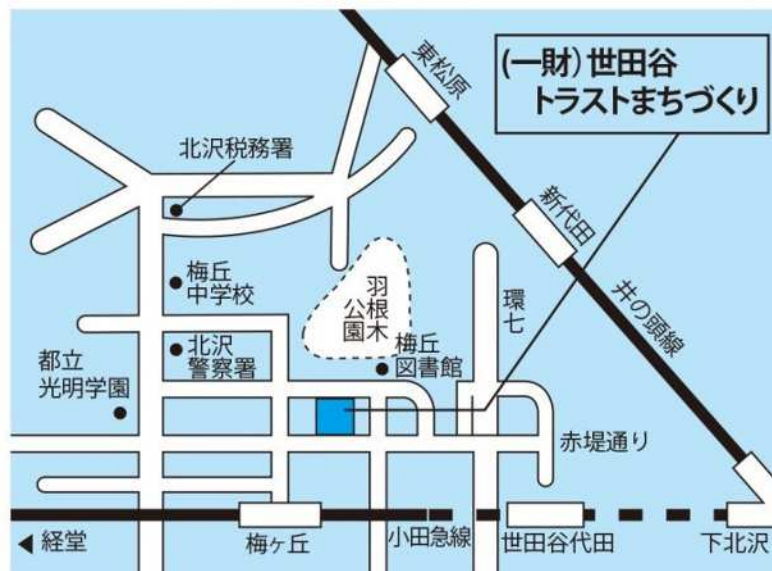 (一財)世田谷
トラストまちづくり
東松原
北沢税務署
新代田
梅丘
中学校
羽根木
公園
環七
井の頭線
北沢
警察署
梅丘
図書館
都立
光明学園
赤堤通り
経堂
梅ヶ丘
小田急線
世田谷代田
下北沢